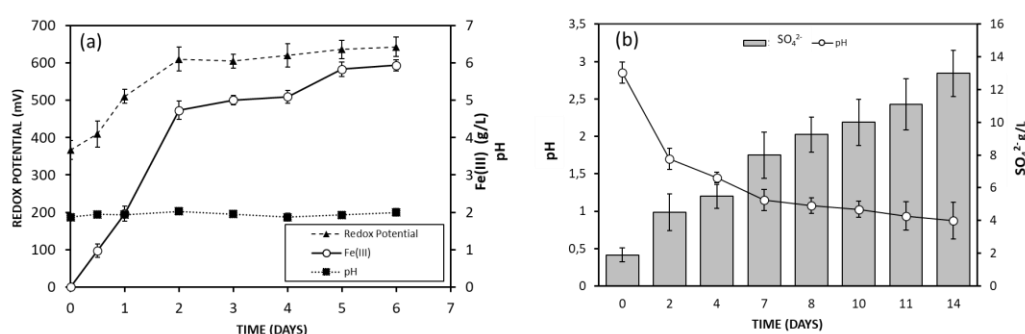 (a)
REDOX POTENTIAL (mV)
700
600
500
400
300
200
100
0
7
6
5
4
3
2
1
0
Fe(III) (g/L)
pH
Redox Potential
Fe(III)
pH
0 1 2 3 4 5 6 7
TIME (DAYS)
(b)
SO₄²⁻ pH
pH
3,5
3
2,5
2
1,5
1
0,5
0
16
14
12
10
8
6
4
2
0
SO₄²⁻ g/L
0 2 4 7 8 10 11 14
TIME (DAYS)